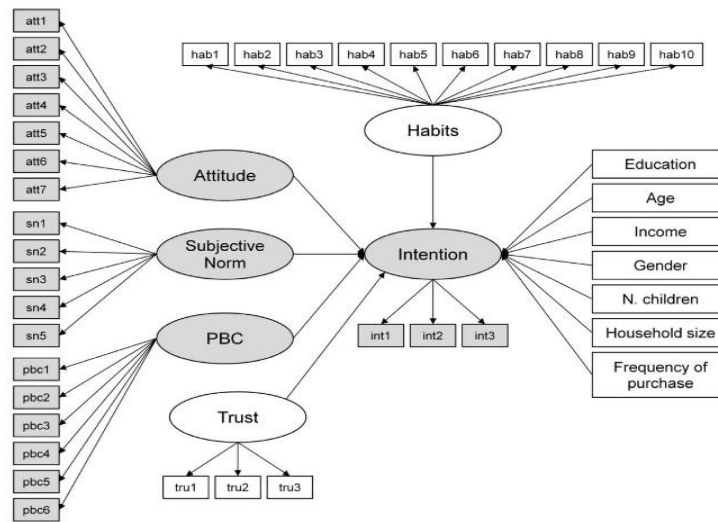 att1
att2
att3
att4
att5
att6
att7
sn1
sn2
sn3
sn4
sn5
pbc1
pbc2
pbc3
pbc4
pbc5
pbc6
Attitude
Subjective
Norm
PBC
Trust
tru1 tru2 tru3
hab1 hab2 hab3 hab4 hab5 hab6 hab7 hab8 hab9 hab10
Habits
Intention
int1 int2 int3
Education
Age
Income
Gender
N. children
Household size
Frequency of
purchase